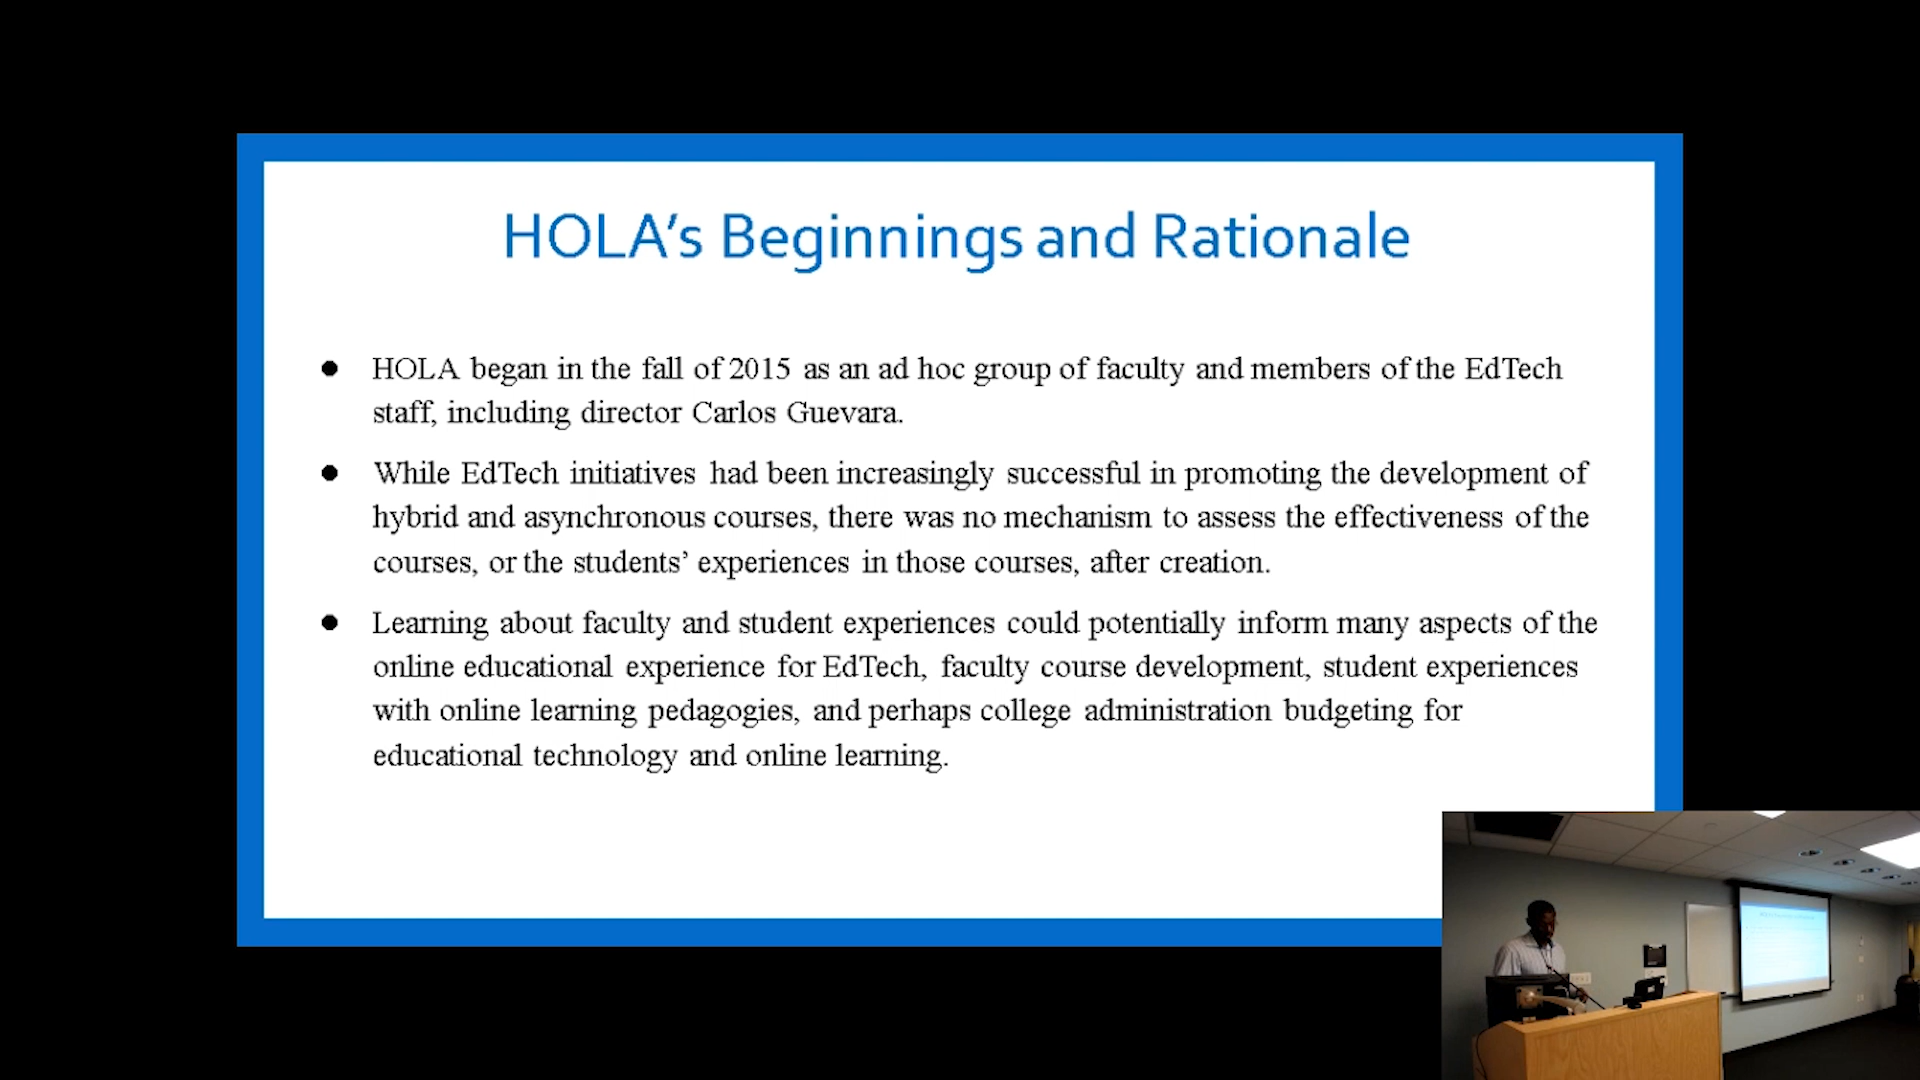 HOLA's Beginnings and Rationale
● HOLA began in the fall of 2015 as an ad hoc group of faculty and members of the EdTech
staff, including director Carlos Guevara.
● While EdTech initiatives had been increasingly successful in promoting the development of
hybrid and asynchronous courses, there was no mechanism to assess the effectiveness of the
courses, or the students’ experiences in those courses, after creation.
● Learning about faculty and student experiences could potentially inform many aspects of the
online educational experience for EdTech, faculty course development, student experiences
with online learning pedagogies, and perhaps college administration budgeting for
educational technology and online learning.